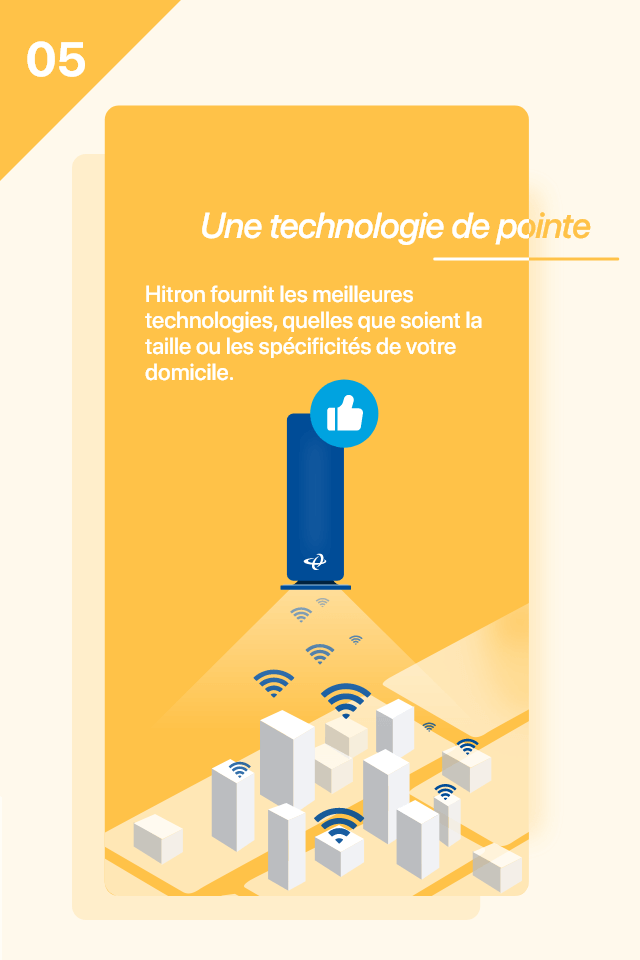 05
Une technologie de pointe
Hitron fournit les meilleures
technologies, quelles que soient la
taille ou les spécificités de votre
domicile.